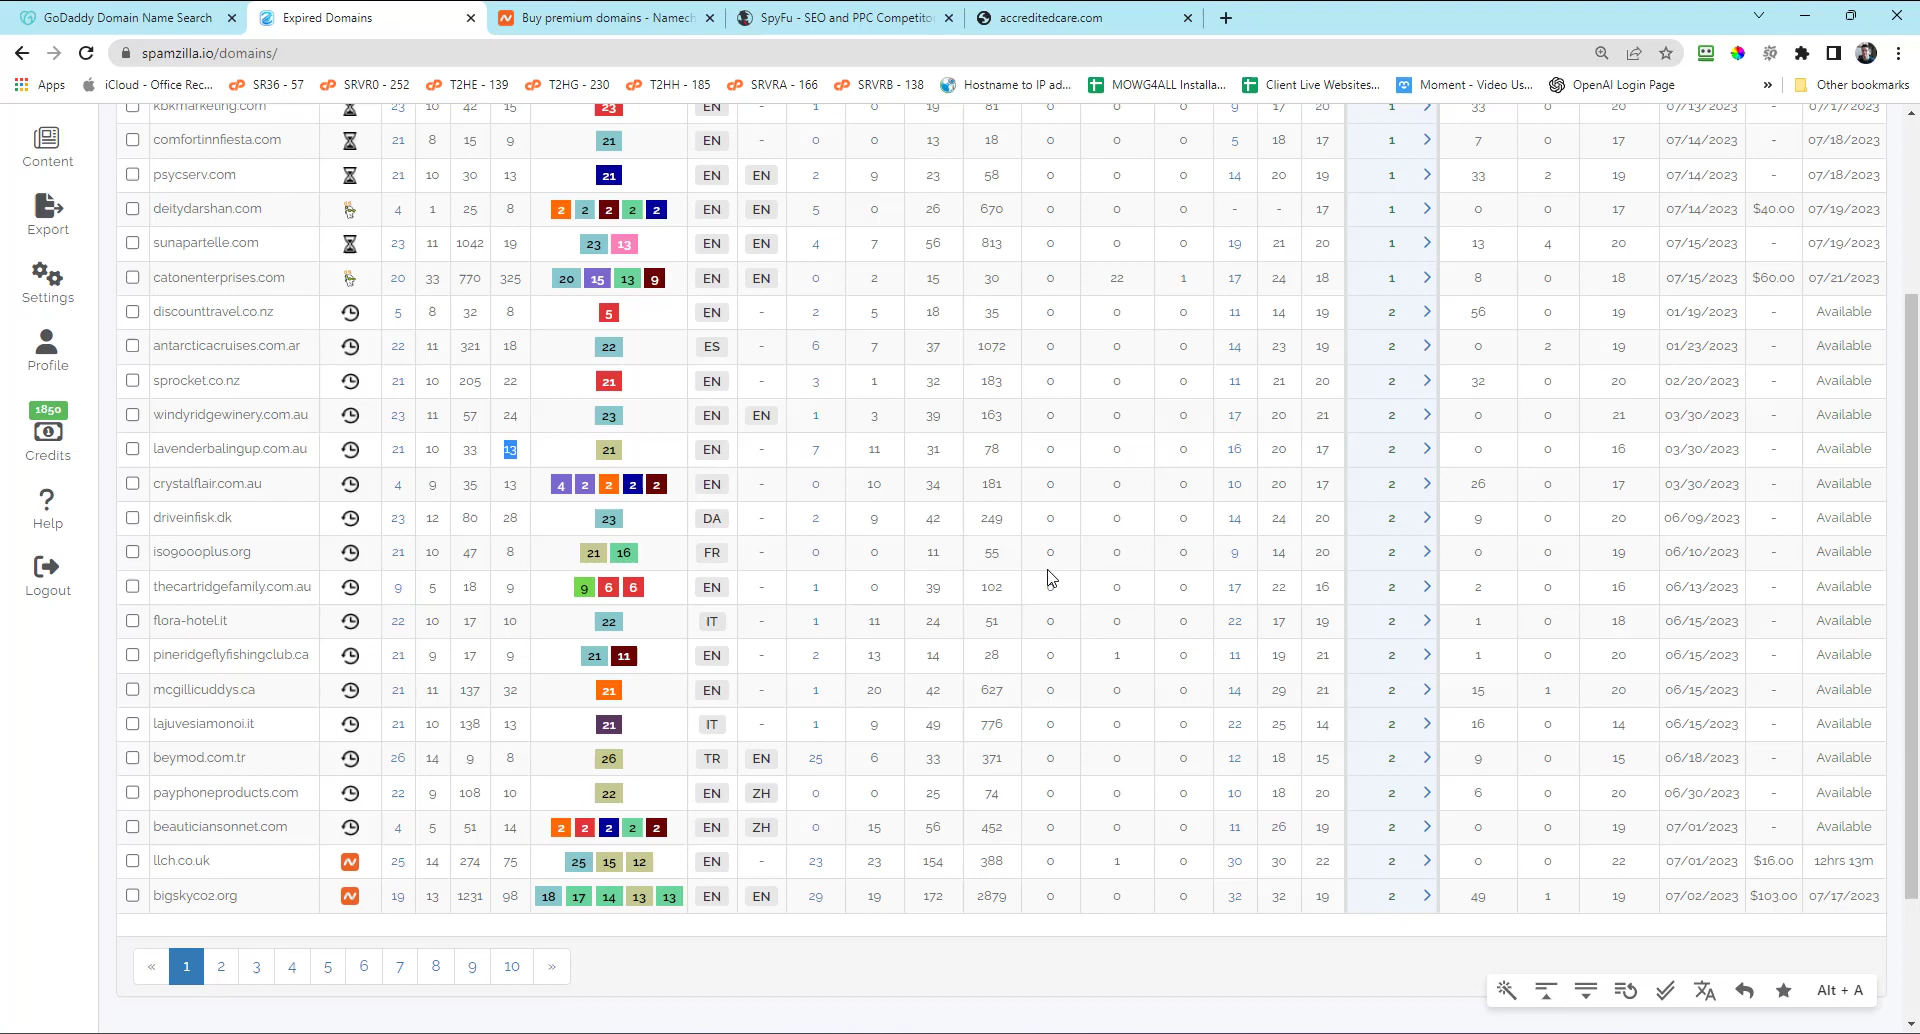 GoDaddy Domain Name Search
Expired Domains
Buy premium domains - Namech
SpyFu - SEO and PPC Competito
accreditedcare.com
spamzilla.io/domains/
Apps iCloud - Office Rec... SR36 - 57 SRVR0 - 252 T2HE - 139 T2HG - 230 T2HH - 185 SRVRA - 166 SRVRB - 138 Hostname to IP ad... MOWG4ALL Installa... Client Live Websites... Moment - Video Us... OpenAI Login Page » Other bookmarks
Content
Export
Settings
Profile
1850
Credits
Help
Logout
kbkmarketing.com 23 10 42 15 23 EN - 1 0 19 81 0 0 0 9 17 20 1 33 0 20 07/13/2023 - 07/17/2023
comfortinnfiesta.com 21 8 15 9 21 EN - 0 0 13 18 0 0 0 5 18 17 1 7 0 17 07/14/2023 - 07/18/2023
psycserv.com 21 10 30 13 21 EN EN 2 9 23 58 0 0 0 14 20 19 1 33 2 19 07/14/2023 - 07/18/2023
deitydarshan.com 4 1 25 8 2 2 2 2 2 EN EN 5 0 26 670 0 0 0 - - 17 1 0 0 17 07/14/2023 $40.00 07/19/2023
sunapartelle.com 23 11 1042 19 23 13 EN EN 4 7 56 813 0 0 0 19 21 20 1 13 4 20 07/15/2023 - 07/19/2023
catonenterprises.com 20 33 770 325 20 15 13 9 EN EN 0 2 15 30 0 22 1 17 24 18 1 8 0 18 07/15/2023 $60.00 07/21/2023
discounttravel.co.nz 5 8 32 8 5 EN - 2 5 18 35 0 0 0 11 14 19 2 56 0 19 01/19/2023 - Available
antarcticacruises.com.ar 22 11 321 18 22 ES - 6 7 37 1072 0 0 0 14 23 19 2 0 2 19 01/23/2023 - Available
sprocket.co.nz 21 10 205 22 21 EN - 3 1 32 183 0 0 0 11 21 20 2 32 0 20 02/20/2023 - Available
windyridgewinery.com.au 23 11 57 24 23 EN EN 1 3 39 163 0 0 0 17 20 21 2 0 0 21 03/30/2023 - Available
lavenderbalingup.com.au 21 10 33 13 21 EN - 7 11 31 78 0 0 0 16 20 17 2 0 0 16 03/30/2023 - Available
crystalflair.com.au 4 9 35 13 4 2 2 2 2 EN - 0 10 34 181 0 0 0 10 20 17 2 26 0 17 03/30/2023 - Available
driveinfisk.dk 23 12 80 28 23 DA - 2 9 42 249 0 0 0 14 24 20 2 9 0 20 06/09/2023 - Available
iso9000plus.org 21 10 47 8 21 16 FR - 0 0 11 55 0 0 0 9 14 20 2 0 0 19 06/10/2023 - Available
thecartridgefamily.com.au 9 5 18 9 9 6 6 EN - 1 0 39 102 0 0 0 17 22 16 2 2 0 16 06/13/2023 - Available
flora-hotel.it 22 10 17 10 22 IT - 1 11 24 51 0 0 0 22 17 19 2 1 0 18 06/15/2023 - Available
pineridgeflyfishingclub.ca 21 9 17 9 21 11 EN - 2 13 14 28 0 1 0 11 19 21 2 1 0 20 06/15/2023 - Available
mcgillicuddys.ca 21 11 137 32 21 EN - 1 20 42 627 0 0 0 14 29 21 2 15 1 20 06/15/2023 - Available
lajuvesiamonoi.it 21 10 138 13 21 IT - 1 9 49 776 0 0 0 22 25 14 2 16 0 14 06/15/2023 - Available
beymod.com.tr 26 14 9 8 26 TR EN 25 6 33 371 0 0 0 12 18 15 2 9 0 15 06/18/2023 - Available
payphoneproducts.com 22 9 108 10 22 EN ZH 0 0 25 74 0 0 0 10 18 20 2 6 0 20 06/30/2023 - Available
beauticiansonnet.com 4 5 51 14 2 2 2 2 2 EN ZH 0 15 56 452 0 0 0 11 26 19 2 0 0 19 07/01/2023 - Available
llch.co.uk 25 14 274 75 25 15 12 EN - 23 23 154 388 0 1 0 30 30 22 2 0 0 22 07/01/2023 $16.00 12hrs 13m
bigskyco2.org 19 13 1231 98 18 17 14 13 13 EN EN 29 19 172 2879 0 0 0 32 32 19 2 49 1 19 07/02/2023 $103.00 07/17/2023
« 1 2 3 4 5 6 7 8 9 10 »
Alt + A